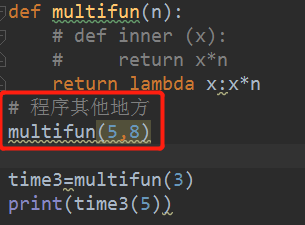 def multifun(n):
    # def inner (x):
    #     return x*n
    return lambda x:x*n
# 程序其他地方
multifun(5,8)
time3=multifun(3)
print(time3(5))